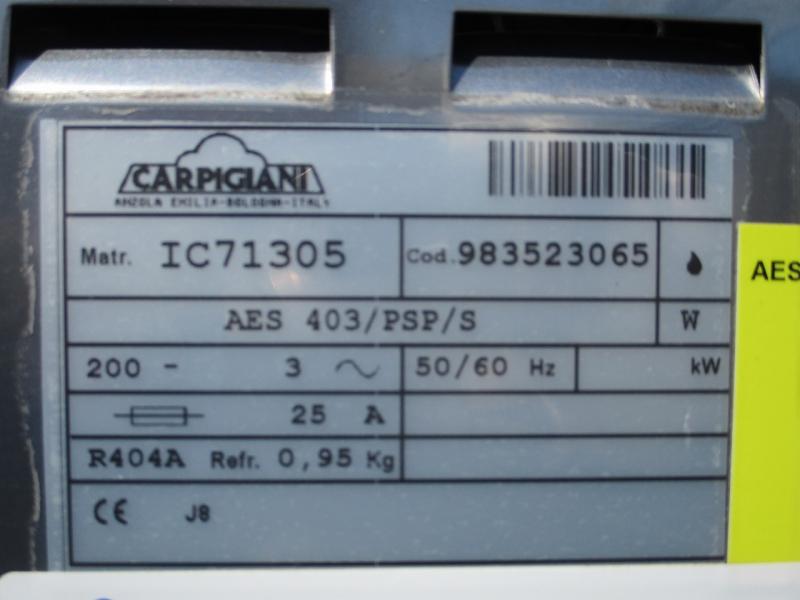 CARPIGIANI
ANZOLA EMILIA-BOLOGNA-ITALY
Matr. IC71305 Cod. 983523065
AES 403/PSP/S W
200 - 3 ~ 50/60 Hz kW
25 A
R404A Refr. 0,95 Kg
CE J8
AES